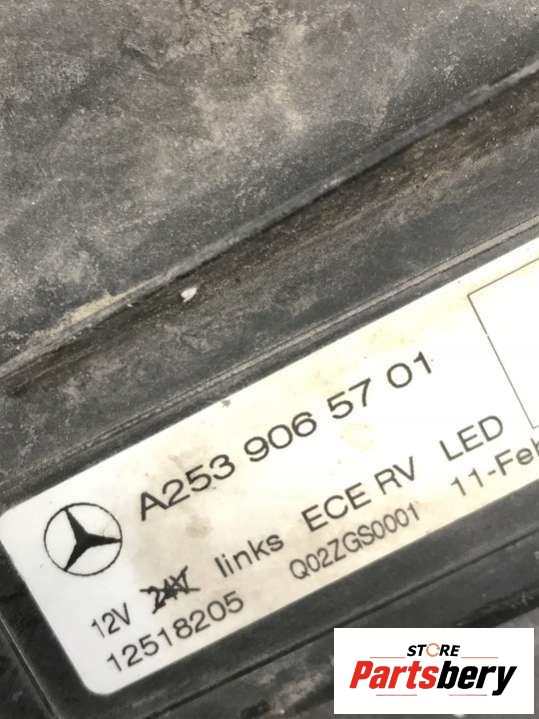 A253 906 57 01
12V 24V links ECE RV LED
12518205 Q02ZGS0001 11-Feb
STORE
Partsbery